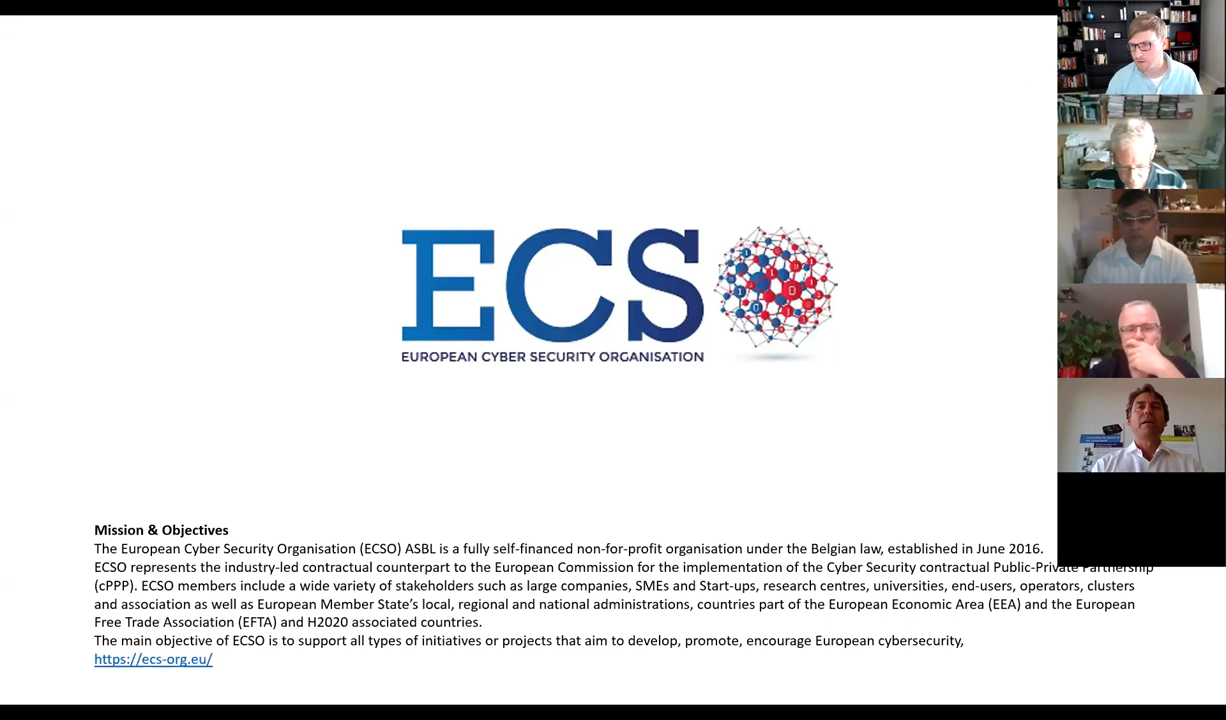 ECS
EUROPEAN CYBER SECURITY ORGANISATION
Mission & Objectives
The European Cyber Security Organisation (ECSO) ASBL is a fully self-financed non-for-profit organisation under the Belgian law, established in June 2016.
ECSO represents the industry-led contractual counterpart to the European Commission for the implementation of the Cyber Security contractual Public-Private Partnership
(cPPP). ECSO members include a wide variety of stakeholders such as large companies, SMEs and Start-ups, research centres, universities, end-users, operators, clusters
and association as well as European Member State's local, regional and national administrations, countries part of the European Economic Area (EEA) and the European
Free Trade Association (EFTA) and H2020 associated countries.
The main objective of ECSO is to support all types of initiatives or projects that aim to develop, promote, encourage European cybersecurity,
https://ecs-org.eu/